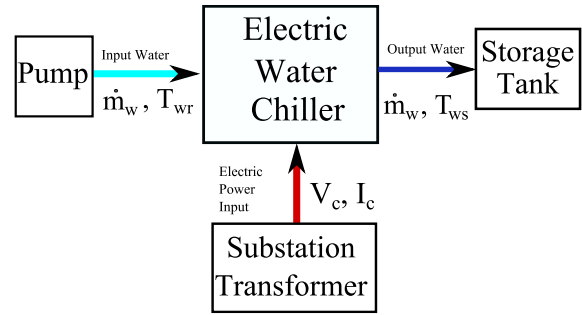 Pump
Input Water
ṁw , Twr
Electric
Water
Chiller
Output Water
ṁw , Tws
Storage
Tank
Electric
Power
Input
Vc, Ic
Substation
Transformer